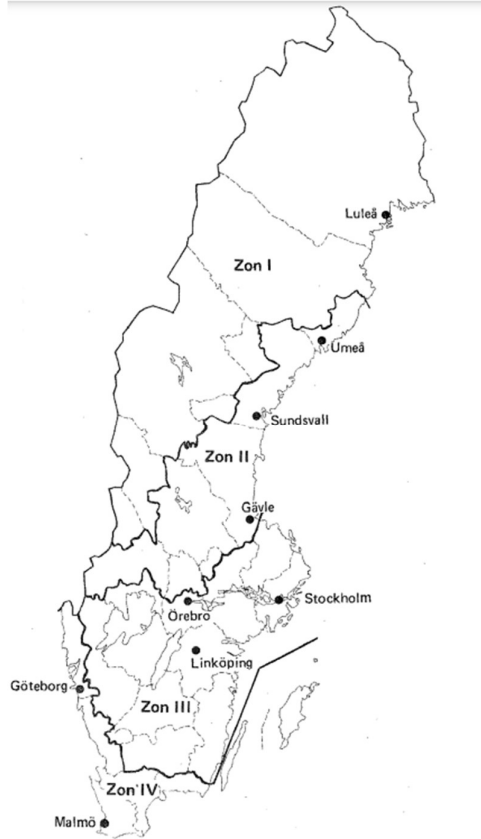 Luleå
Zon I
Umeå
Sundsvall
Zon II
Gävle
Stockholm
Örebro
Linköping
Göteborg
Zon III
Zon IV
Malmö